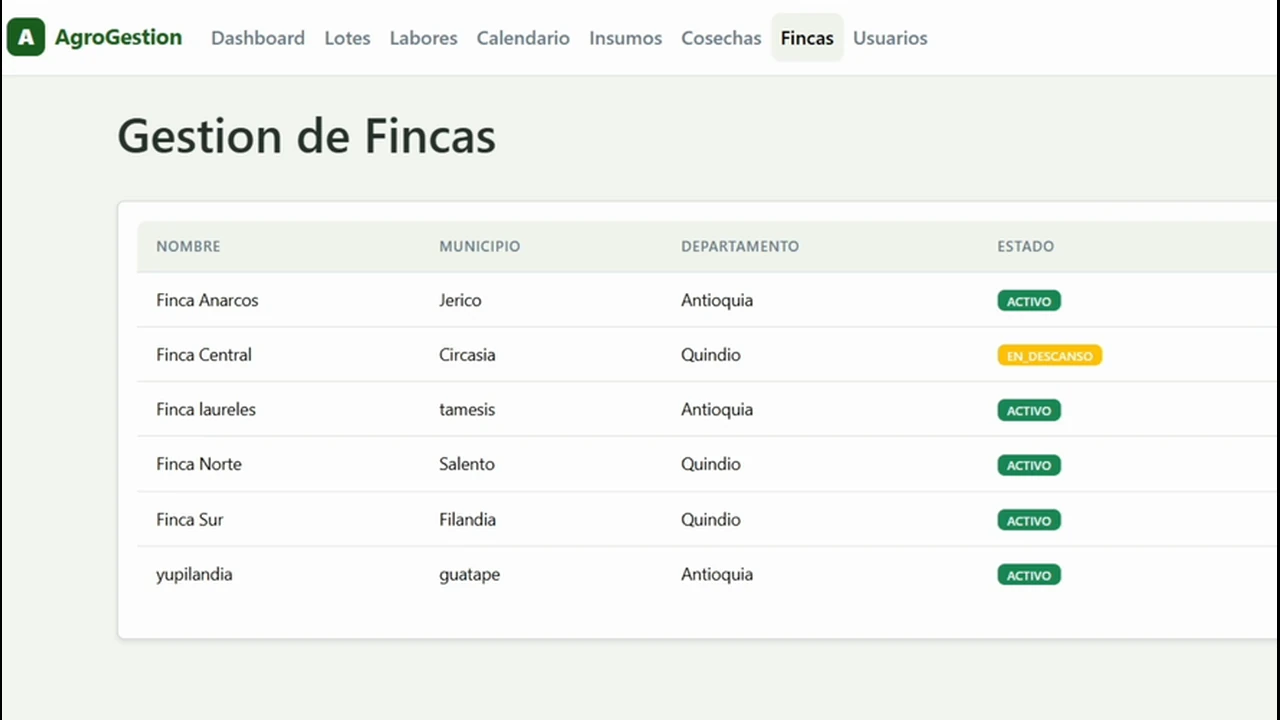 A AgroGestion Dashboard Lotes Labores Calendario Insumos Cosechas Fincas Usuarios
Gestion de Fincas
NOMBRE MUNICIPIO DEPARTAMENTO ESTADO
Finca Anarcos Jerico Antioquia ACTIVO
Finca Central Circasia Quindio EN_DESCANSO
Finca laureles tamesis Antioquia ACTIVO
Finca Norte Salento Quindio ACTIVO
Finca Sur Filandia Quindio ACTIVO
yupilandia guatape Antioquia ACTIVO